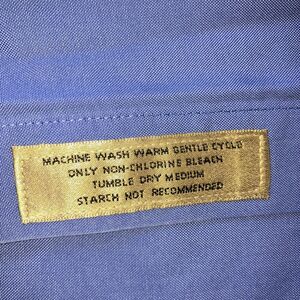 MACHINE WASH WARM GENTLE CYCLE
ONLY NON-CHLORINE BLEACH
TUMBLE DRY MEDIUM
STARCH NOT RECOMMENDED